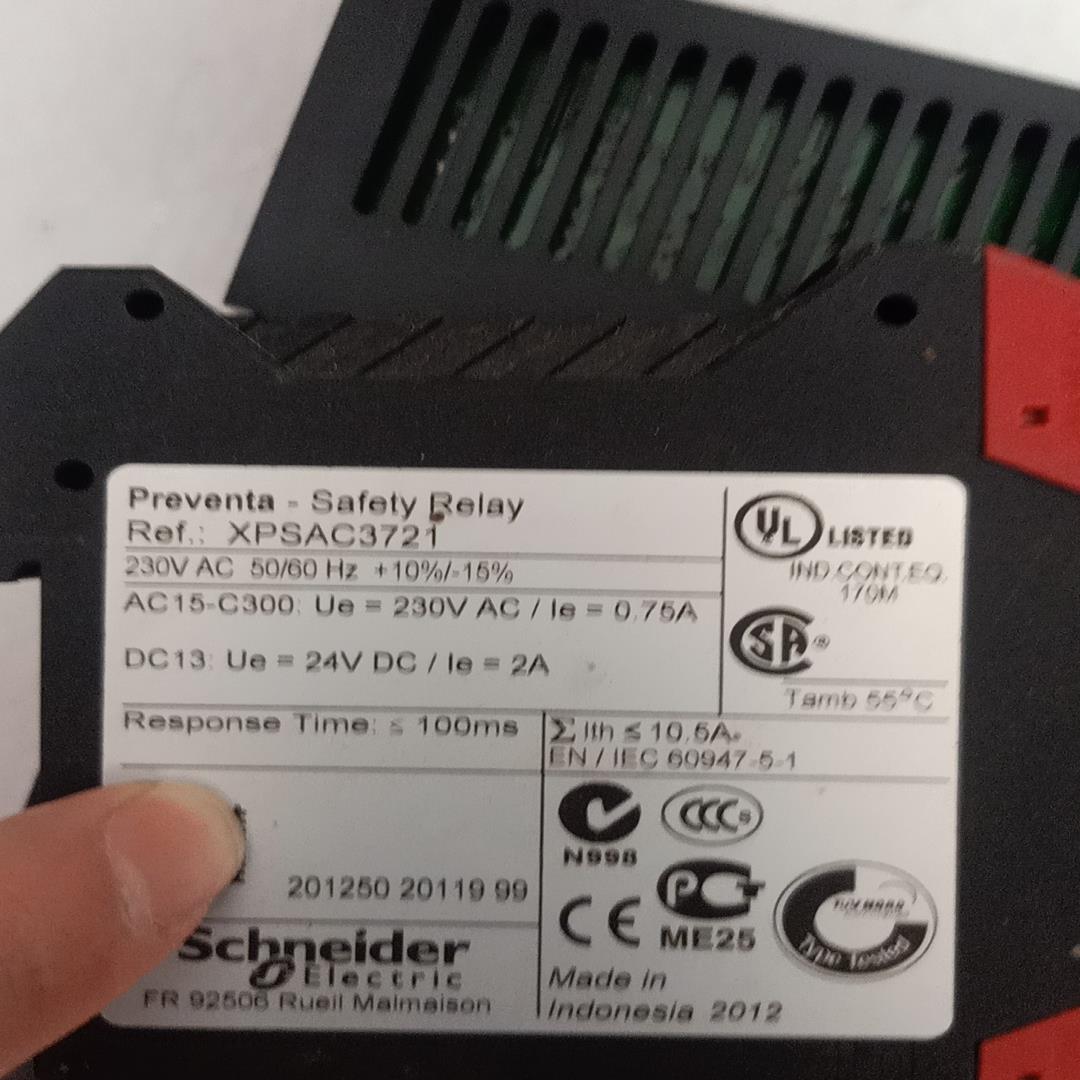 Preventa - Safety Relay
Ref.: XPSAC3721
230V AC 50/60 Hz +10%/-15%
AC15-C300: Ue = 230V AC / Ie = 0,75A
DC13: Ue = 24V DC / Ie = 2A
UL LISTED
IND.CONT.EQ.
179M
SA ®
Tamb 55°C
Response Time: ≤ 100ms
Σ Ith ≤ 10,5A.
EN / IEC 60947-5-1
201250 20119 99
N998
CCC S
CE
ME25
Type Tested
Schneider
Electric
FR 92506 Rueil Malmaison
Made in
Indonesia 2012